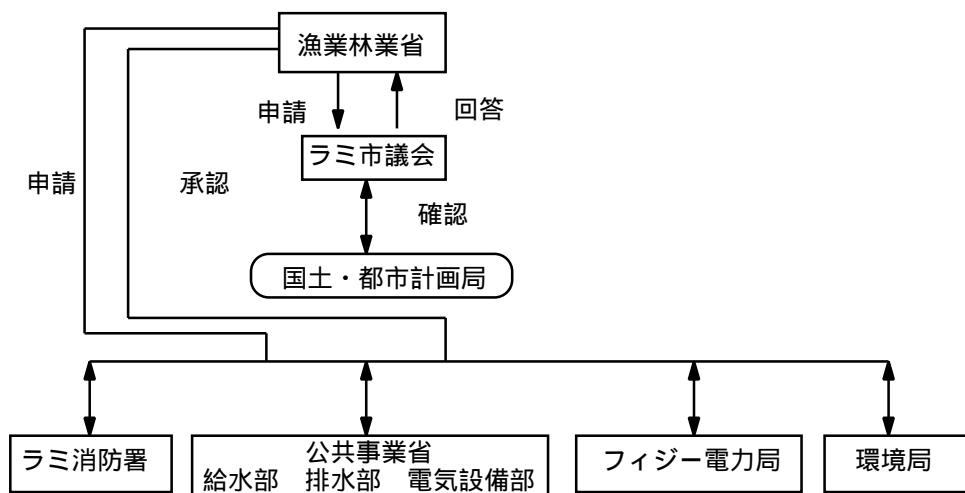 漁業林業省
申請
回答
ラミ市議会
申請
承認
確認
国土・都市計画局
ラミ消防署
公共事業省
給水部 排水部 電気設備部
フィジー電力局
環境局